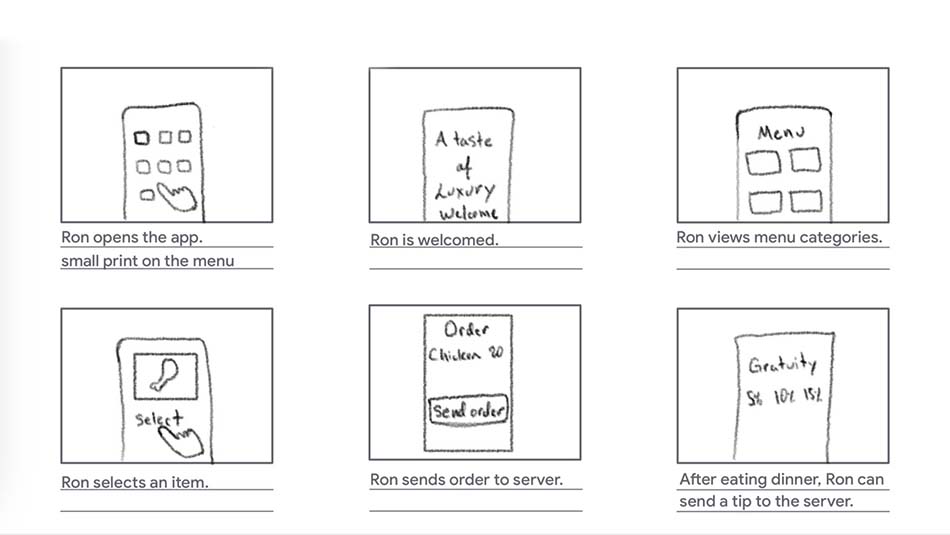 A taste
of
Luxury
Welcome
Menu
Ron opens the app.
small print on the menu
Ron is welcomed.
Ron views menu categories.
Select
Order
Chicken 20
Send order
Gratuity
5% 10% 15%
Ron selects an item.
Ron sends order to server.
After eating dinner, Ron can
send a tip to the server.